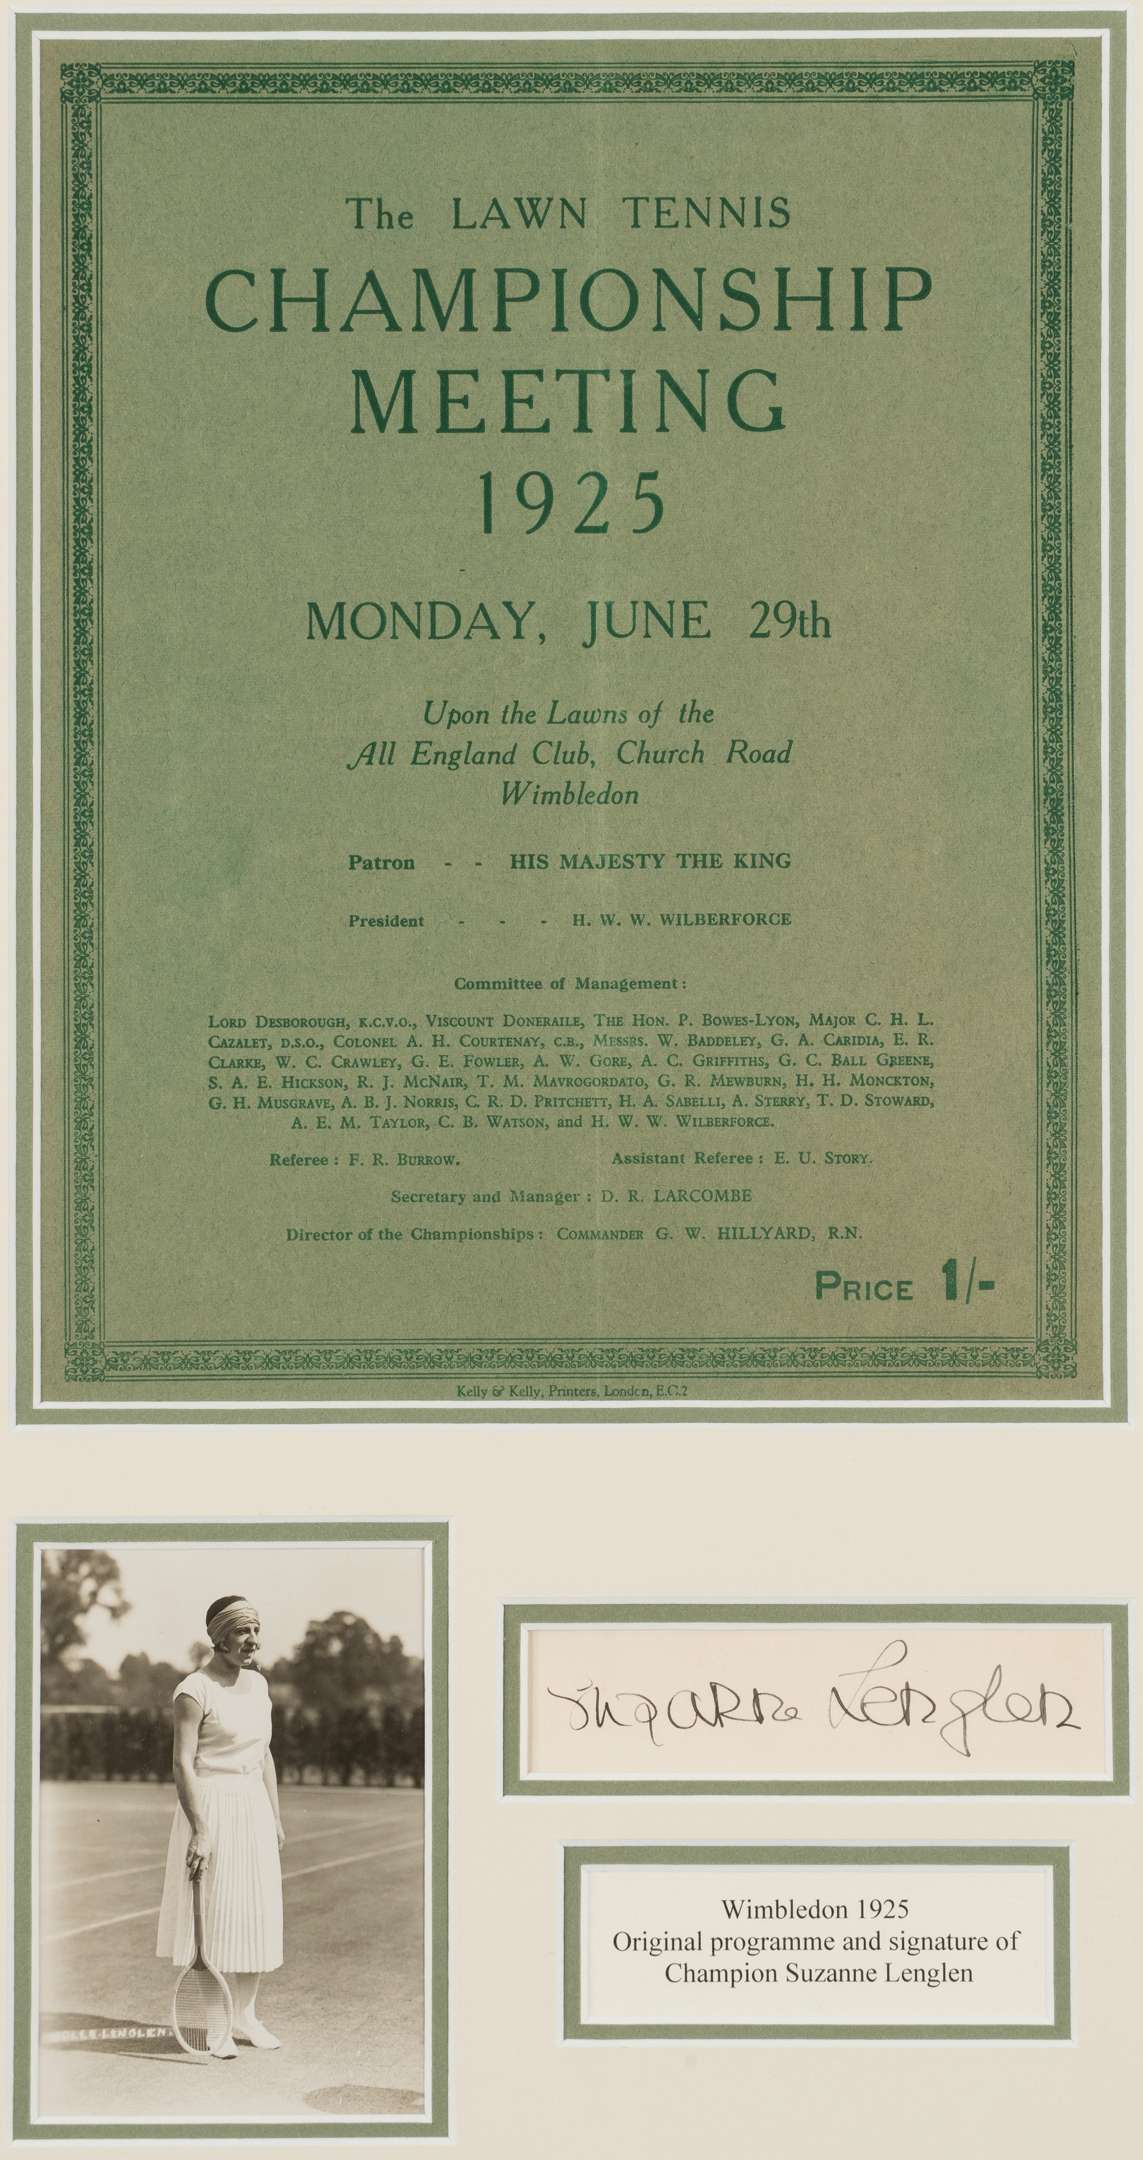 The LAWN TENNIS
CHAMPIONSHIP
MEETING
1925
MONDAY, JUNE 29th
Upon the Lawns of the
All England Club, Church Road
Wimbledon
Patron - - HIS MAJESTY THE KING
President - - - H. W. W. WILBERFORCE
Committee of Management:
LORD DESBOROUGH, K.C.V.O., VISCOUNT DONERAILE, THE HON. P. BOWES-LYON, MAJOR C. H. L.
CAZALET, D.S.O., COLONEL A. H. COURTENAY, C.B., MESSRS. W. BADDELEY, G. A. CARIDIA, E. R.
CLARKE, W. C. CRAWLEY, G. E. FOWLER, A. W. GORE, A. C. GRIFFITHS, G. C. BALL GREENE,
S. A. E. HICKSON, R. J. MCNAIR, T. M. MAVROGORDATO, G. R. MEWBURN, H. H. MONCKTON,
G. H. MUSGRAVE, A. B. J. NORRIS, C. R. D. PRITCHETT, H. A. SABELLI, A. STERRY, T. D. STOWARD,
A. E. M. TAYLOR, C. B. WATSON, and H. W. W. WILBERFORCE.
Referee: F. R. BURROW. Assistant Referee: E. U. STORY.
Secretary and Manager: D. R. LARCOMBE
Director of the Championships: COMMANDER G. W. HILLYARD, R.N.
PRICE 1/-
Kelly & Kelly, Printers, London, E.C.2
LENGLEN
Suzanne Lenglen
Wimbledon 1925
Original programme and signature of
Champion Suzanne Lenglen